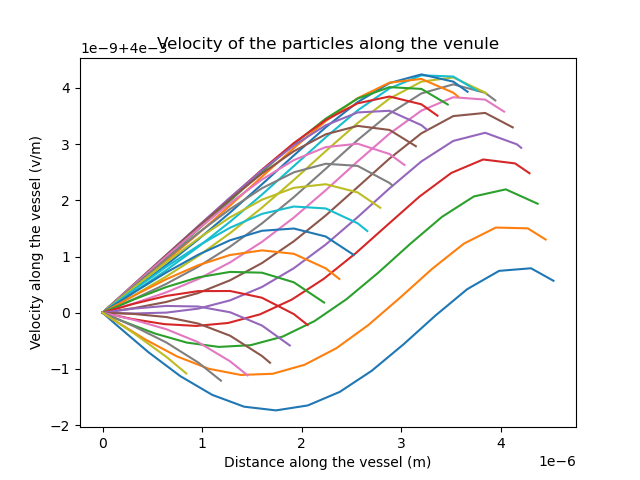 1e−9+4e−3
Velocity of the particles along the venule
Velocity along the vessel (v/m)
4
3
2
1
0
−1
−2
0 1 2 3 4
1e−6
Distance along the vessel (m)